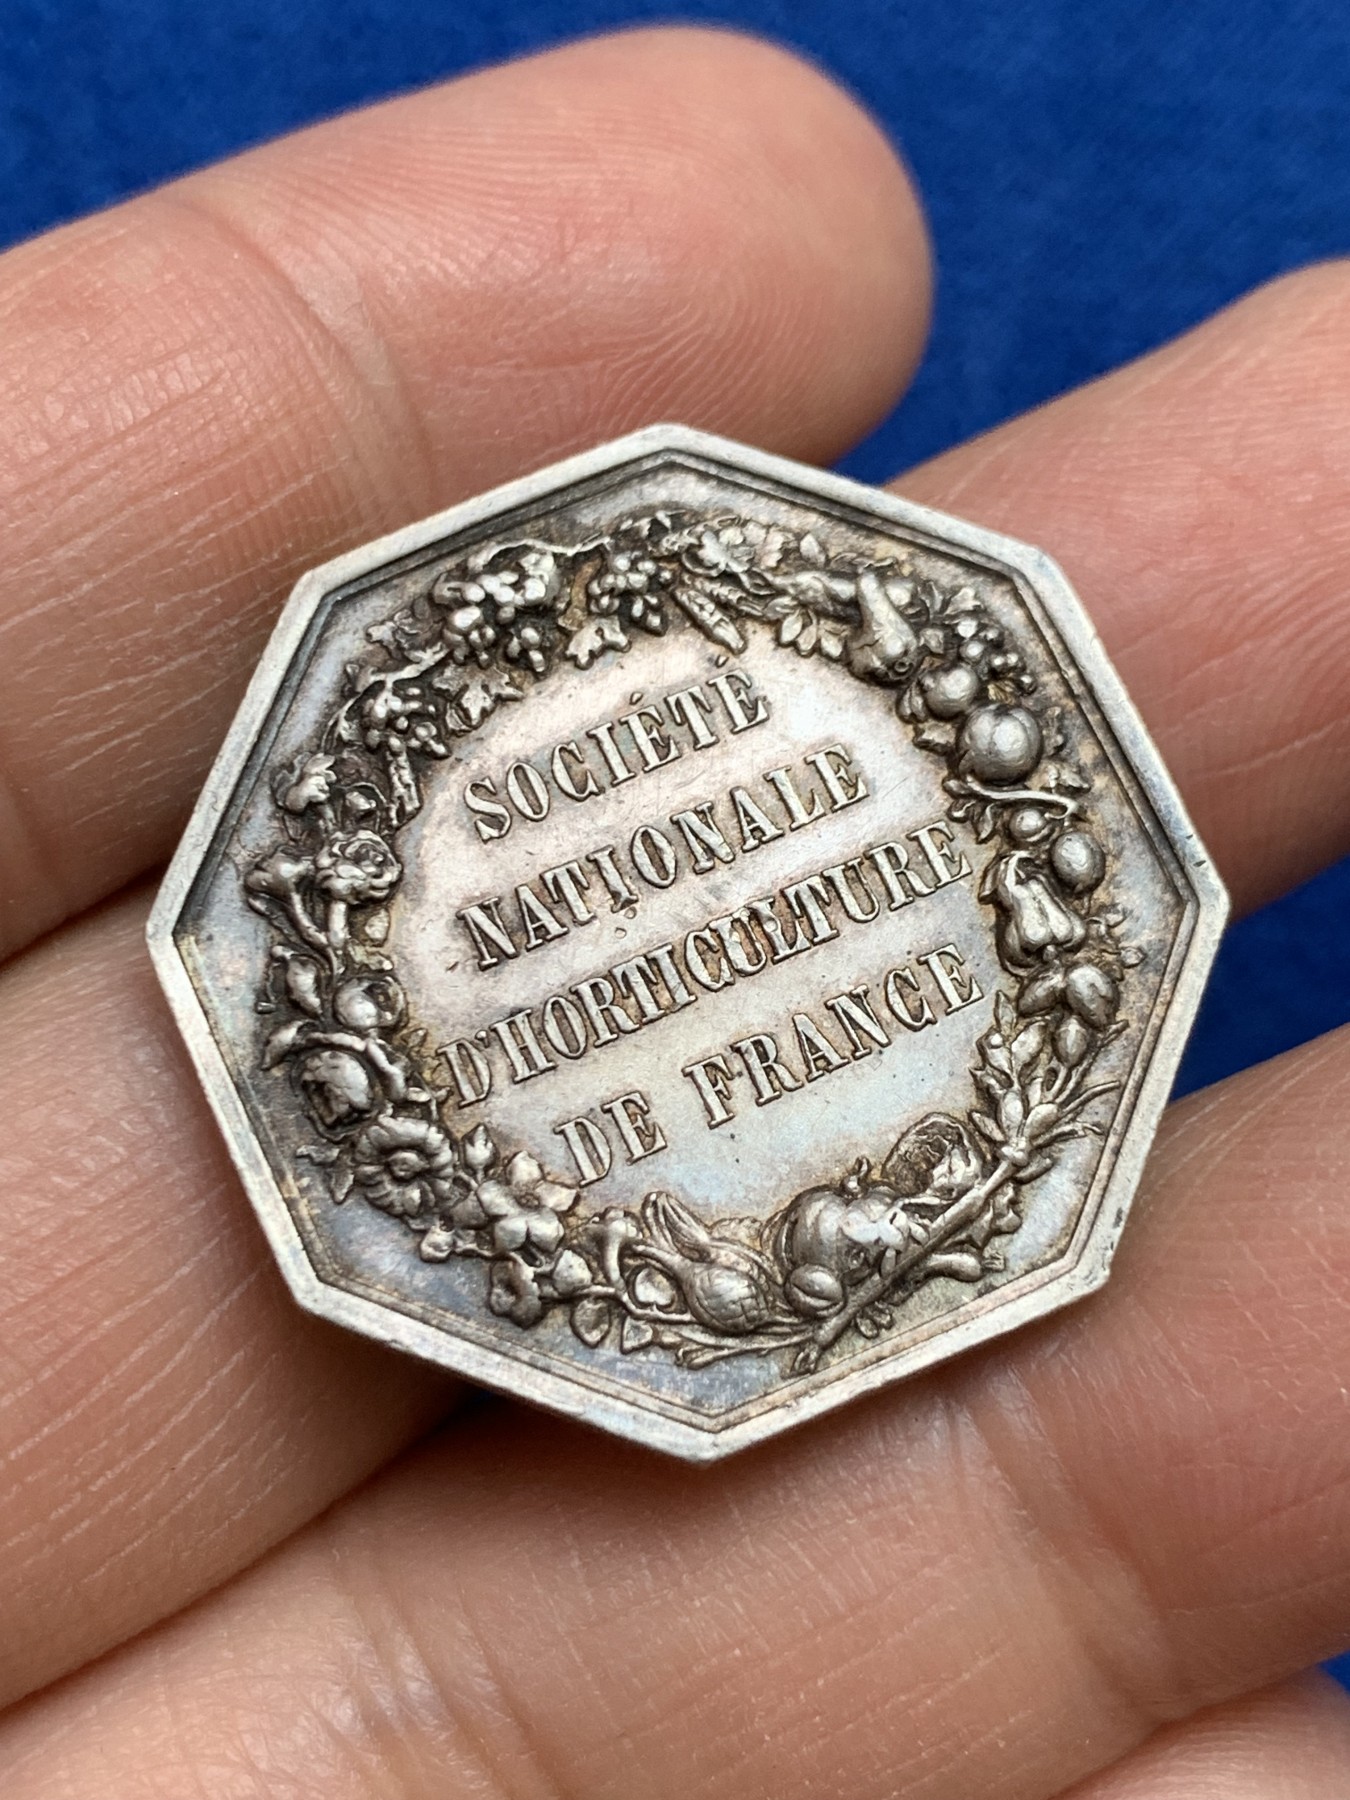 SOCIÉTÉ
NATIONALE
D'HORTICULTURE
DE FRANCE